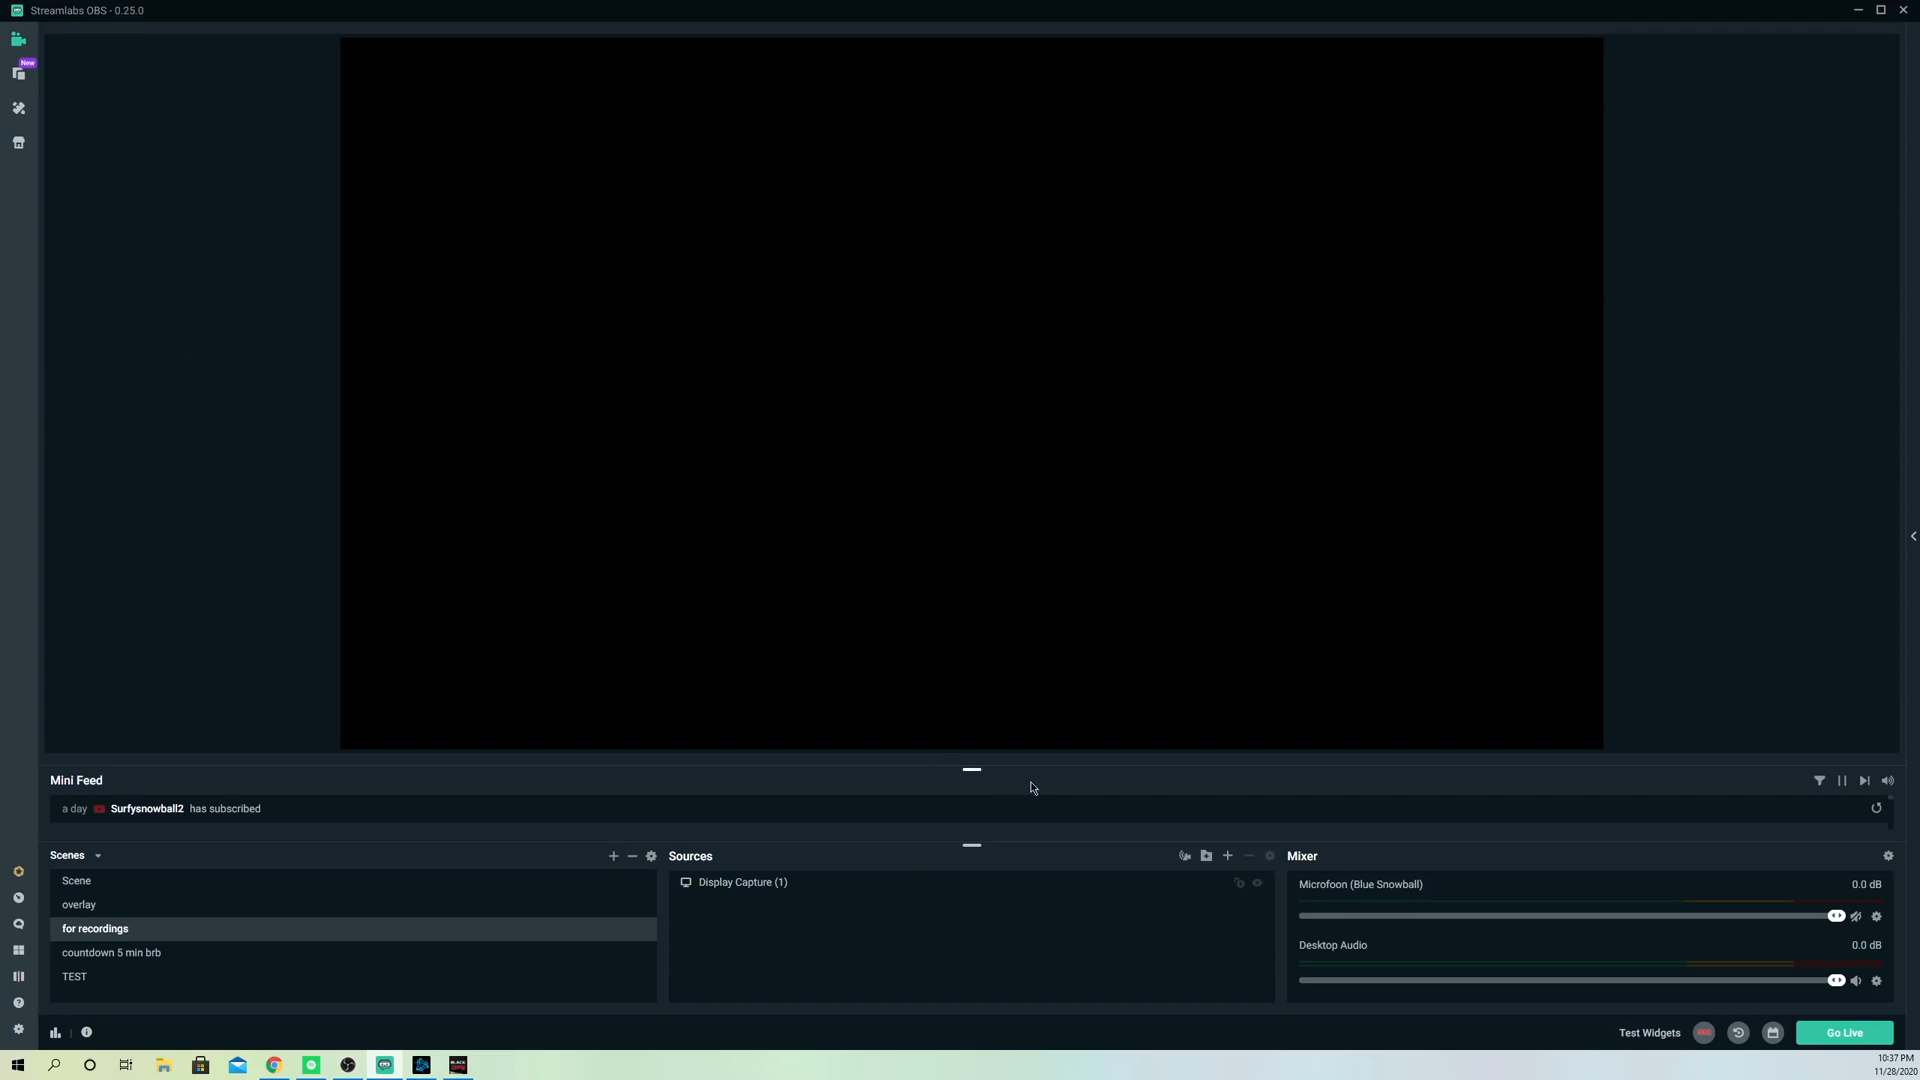 Streamlabs OBS - 0.25.0
New
Mini Feed
a day Surfysnowball2 has subscribed
Scenes
Scene
overlay
for recordings
countdown 5 min brb
TEST
Sources
Display Capture (1)
Mixer
Microfoon (Blue Snowball) 0.0 dB
Desktop Audio 0.0 dB
Test Widgets
REC
Go Live
10:37 PM
11/28/2020